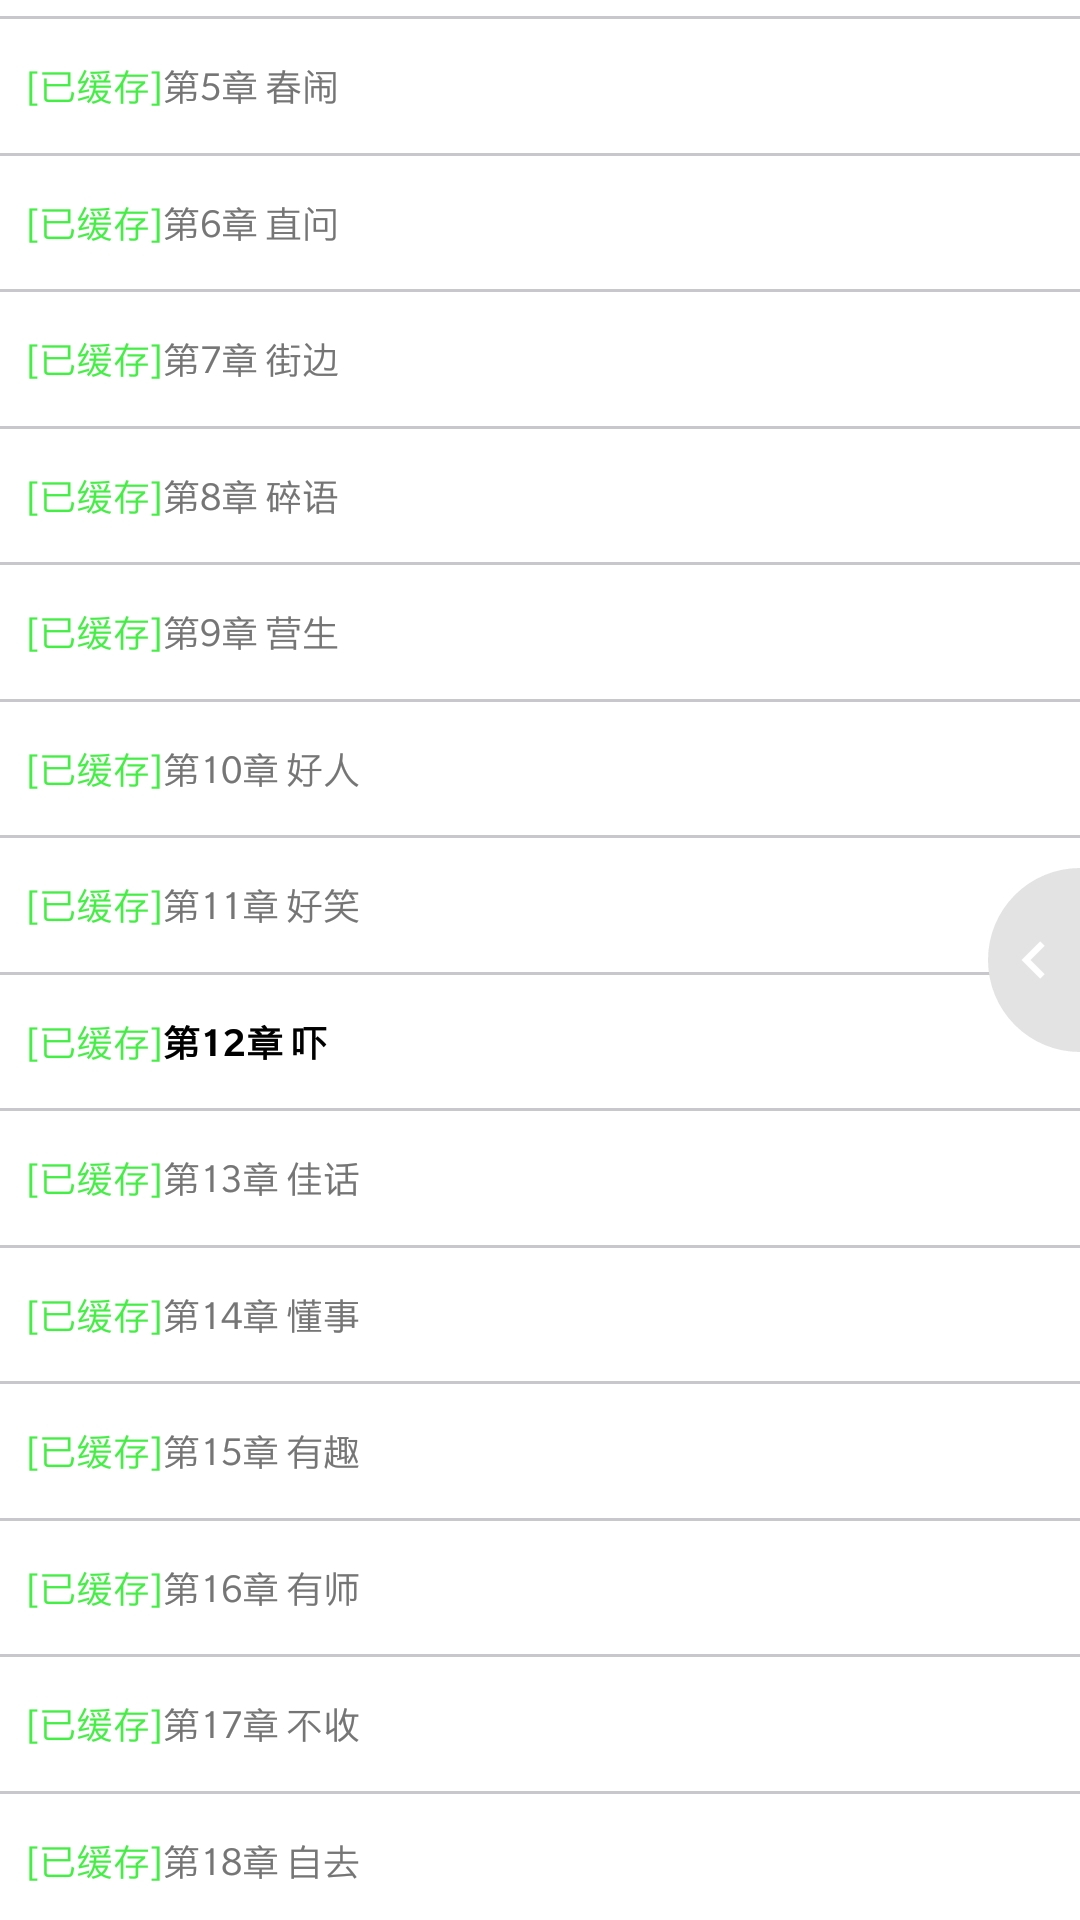 [已缓存]第5章 春闹
[已缓存]第6章 直问
[已缓存]第7章 街边
[已缓存]第8章 碎语
[已缓存]第9章 营生
[已缓存]第10章 好人
[已缓存]第11章 好笑
[已缓存]第12章 吓
[已缓存]第13章 佳话
[已缓存]第14章 懂事
[已缓存]第15章 有趣
[已缓存]第16章 有师
[已缓存]第17章 不收
[已缓存]第18章 自去